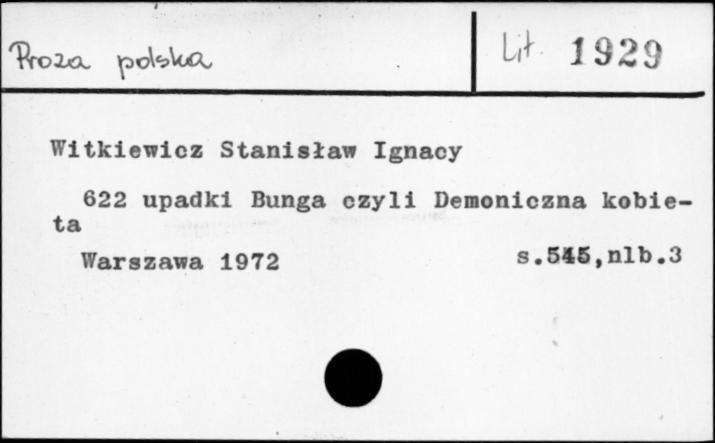 Proza polska
Lit. 1929
Witkiewicz Stanisław Ignacy
622 upadki Bunga czyli Demoniczna kobie-
ta
Warszawa 1972 s.545,nlb.3